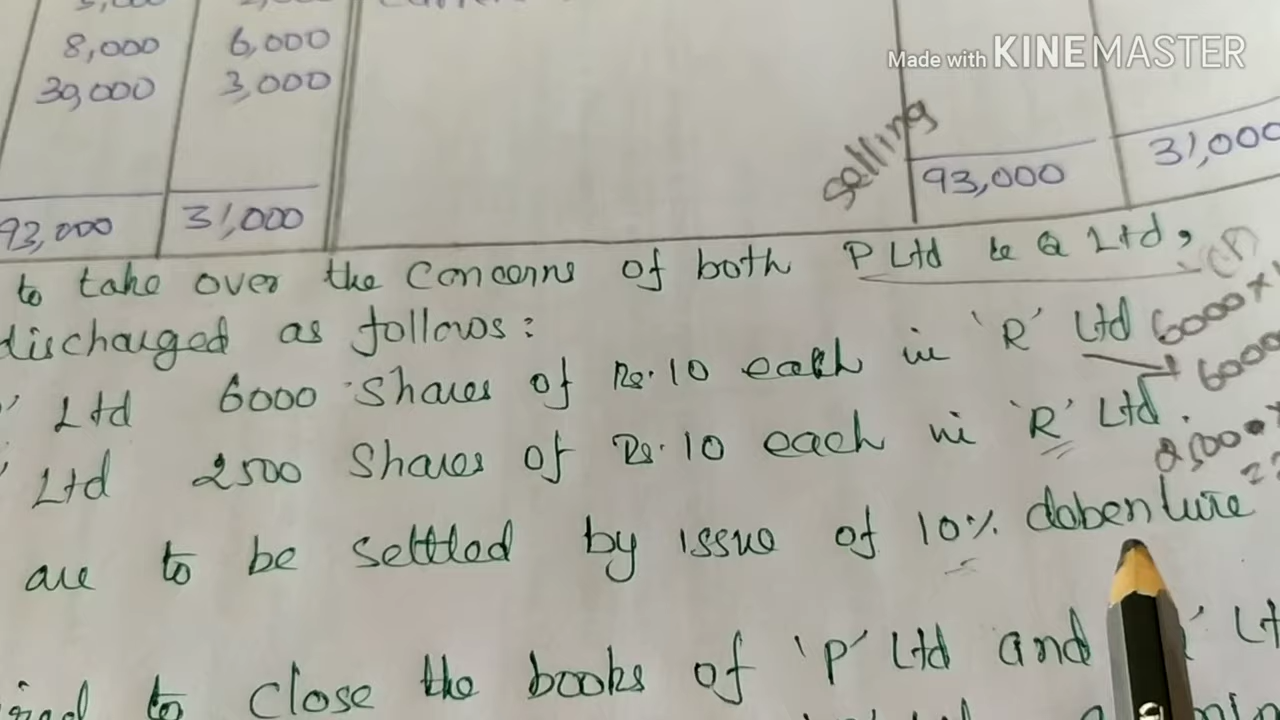 8,000 6,000
30,000 3,000
Made with KINEMASTER
selling
93,000 31,000
93,000 31,000
to take over the concerns of both P Ltd & Q Ltd,
discharged as follows:
Ltd 6000 shares of Rs.10 each in 'R' Ltd 6000×
6000
Ltd 2500 shares of Rs.10 each in 'R' Ltd.
are to be settled by issue of 10% debenture
to close the books of 'P' Ltd and